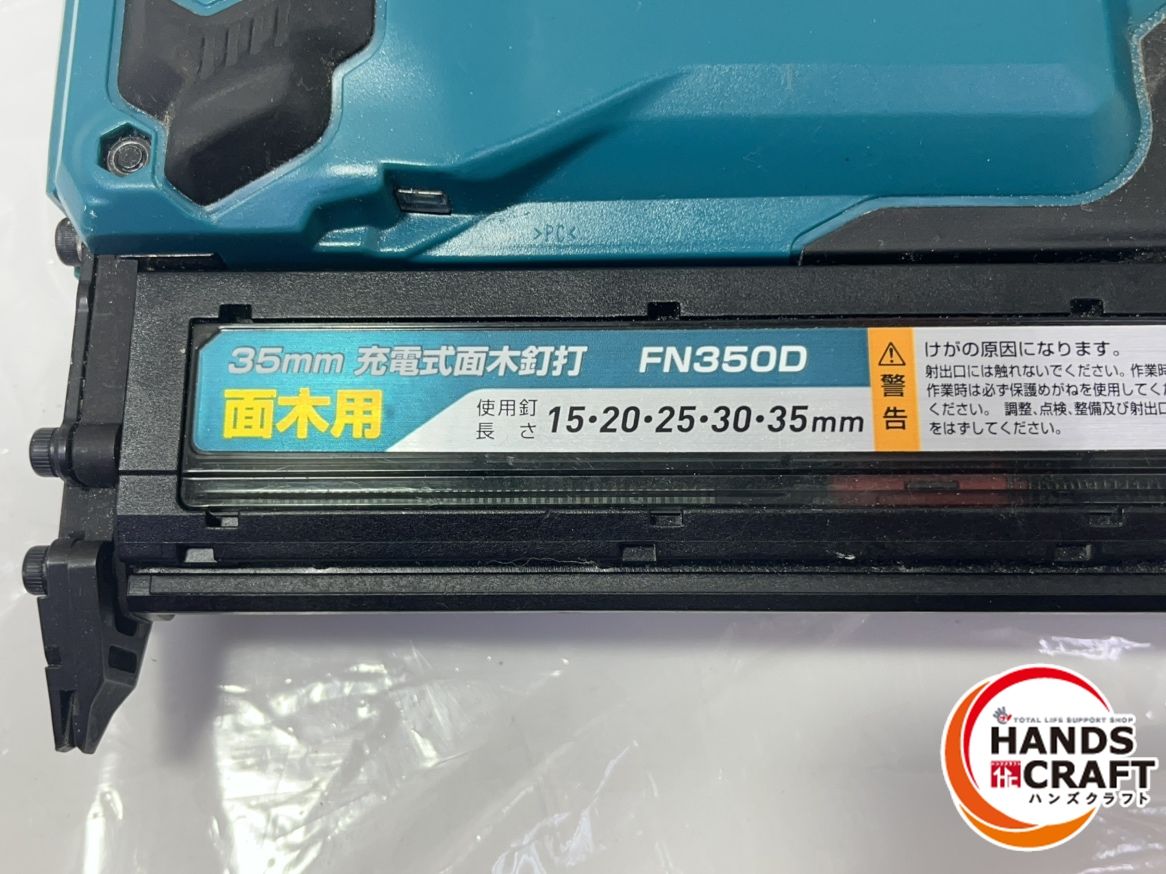 >PC<
35mm 充電式面木釘打 FN350D
面木用
使用釘
長さ
15・20・25・30・35mm
警告
けがの原因になります。
射出口には触れないでください。作業時
作業時は必ず保護めがねを使用してくだ
ください。 調整、点検、整備及び射出口
をはずしてください。
TOTAL LIFE SUPPORT SHOP
HANDS
CRAFT
ハンズクラフト